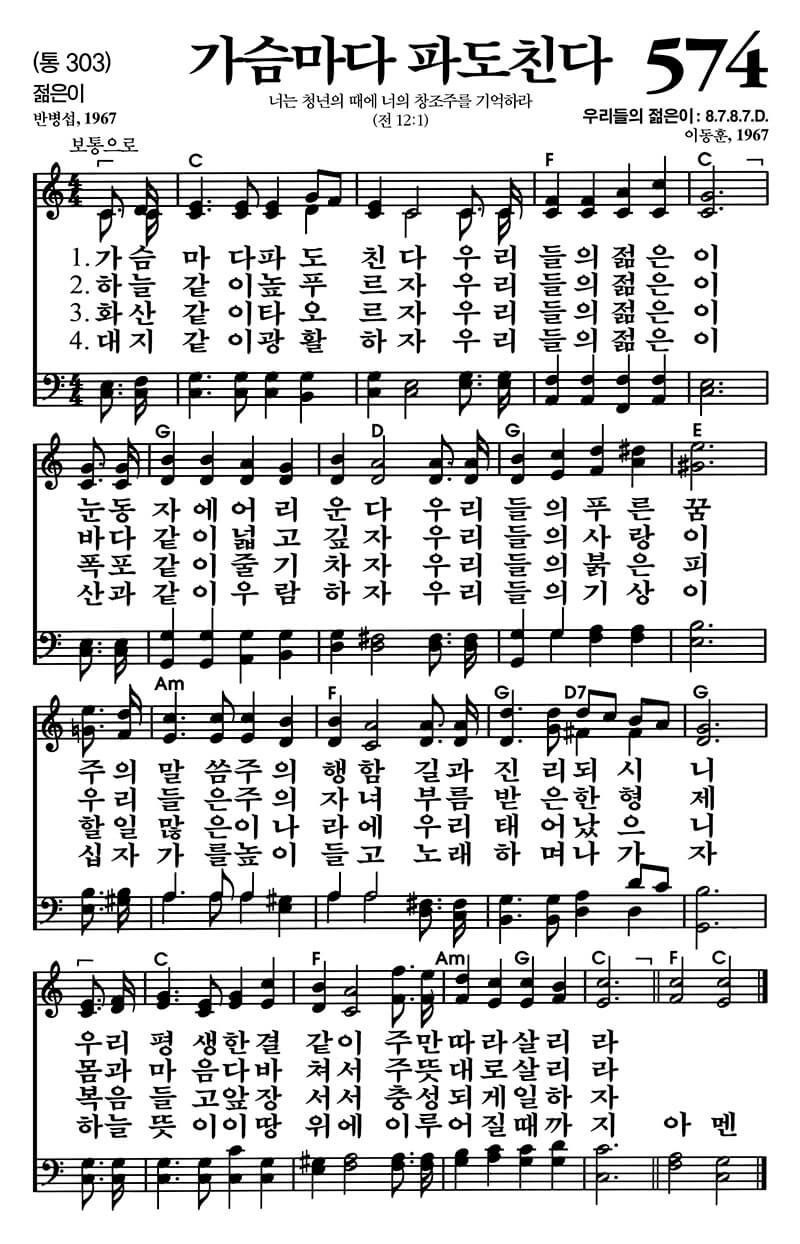 (통 303) 가슴마다 파도친다 574
젊은이
너는 청년의 때에 너의 창조주를 기억하라
반병섭, 1967 (전 12:1) 우리들의 젊은이 : 8.7.8.7.D.
이동훈, 1967
보통으로
C F C
1. 가슴 마다파도 친다 우리 들의젊은 이
2. 하늘 같이높푸 르자 우리 들의젊은 이
3. 화산 같이타오 르자 우리 들의젊은 이
4. 대지 같이광활 하자 우리 들의젊은 이
G D G E
눈동 자에어리 운다 우리 들의푸른 꿈
바다 같이넓고 깊자 우리 들의사랑 이
폭포 같이줄기 차자 우리 들의붉은 피
산과 같이우람 하자 우리 들의기상 이
Am F G D7 G
주의 말씀주의 행함 길과 진리되시 니
우리 들은주의 자녀 부름 받은한형 제
할일 많은이나 라에 우리 태어났으 니
십자 가를높이 들고 노래 하며나가 자
C F Am G C F C
우리 평생한결 같이 주만 따라살리 라
몸과 마음다바 쳐서 주뜻 대로살리 라
복음 들고앞장 서서 충성 되게일하 자
하늘 뜻이이땅 위에 이루어질때까 지 아멘